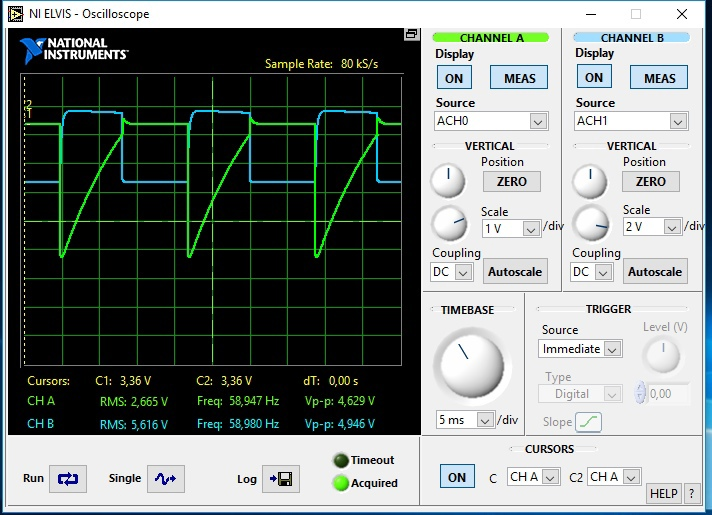 NI ELVIS - Oscilloscope
NATIONAL
INSTRUMENTS™
Sample Rate: 80 kS/s
2
1
Cursors: C1: 3,36 V C2: 3,36 V dT: 0,00 s
CH A RMS: 2,665 V Freq: 58,947 Hz Vp-p: 4,629 V
CH B RMS: 5,616 V Freq: 58,980 Hz Vp-p: 4,946 V
Run Single Log Timeout
Acquired
CHANNEL A
Display
ON MEAS
Source
ACH0
VERTICAL
Position
ZERO
Scale
1 V /div
Coupling
DC Autoscale
CHANNEL B
Display
ON MEAS
Source
ACH1
VERTICAL
Position
ZERO
Scale
2 V /div
Coupling
DC Autoscale
TIMEBASE
5 ms /div
TRIGGER
Source Level (V)
Immediate
Type
Digital 0,00
Slope
CURSORS
ON C CH A C2 CH A
HELP ?